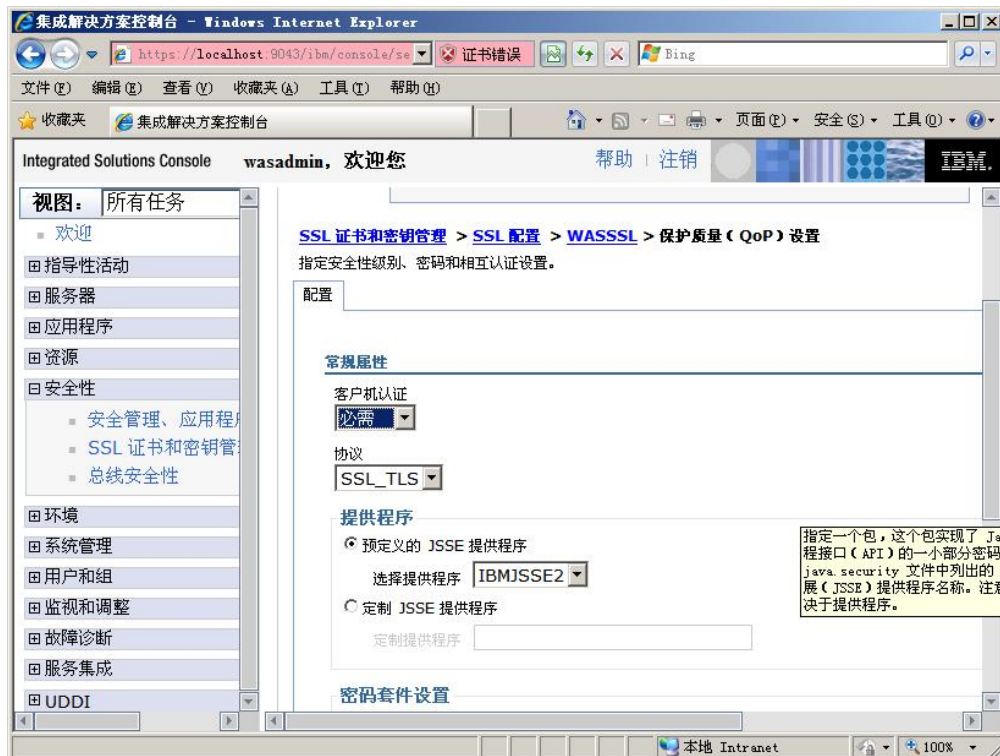 集成解决方案控制台 - Windows Internet Explorer
https://localhost:9043/ibm/console/se
证书错误
Bing
文件(F) 编辑(E) 查看(V) 收藏夹(A) 工具(T) 帮助(H)
收藏夹
集成解决方案控制台
页面(P) 安全(S) 工具(O)
Integrated Solutions Console wasadmin, 欢迎您
帮助 | 注销
IBM.
视图: 所有任务
欢迎
指导性活动
服务器
应用程序
资源
安全性
安全管理、应用程序
SSL 证书和密钥管
总线安全性
环境
系统管理
用户和组
监视和调整
故障诊断
服务集成
UDDI
SSL 证书和密钥管理 > SSL 配置 > WASSSL > 保护质量(QoP)设置
指定安全性级别、密码和相互认证设置。
配置
常规属性
客户机认证
必需
协议
SSL_TLS
提供程序
预定义的 JSSE 提供程序
选择提供程序 IBMJSSE2
定制 JSSE 提供程序
定制提供程序
密码套件设置
指定一个包,这个包实现了 Ja
程接口(API)的一小部分密码
java.security 文件中列出的
展(JSSE)提供程序名称。注意
决于提供程序。
本地 Intranet
100%